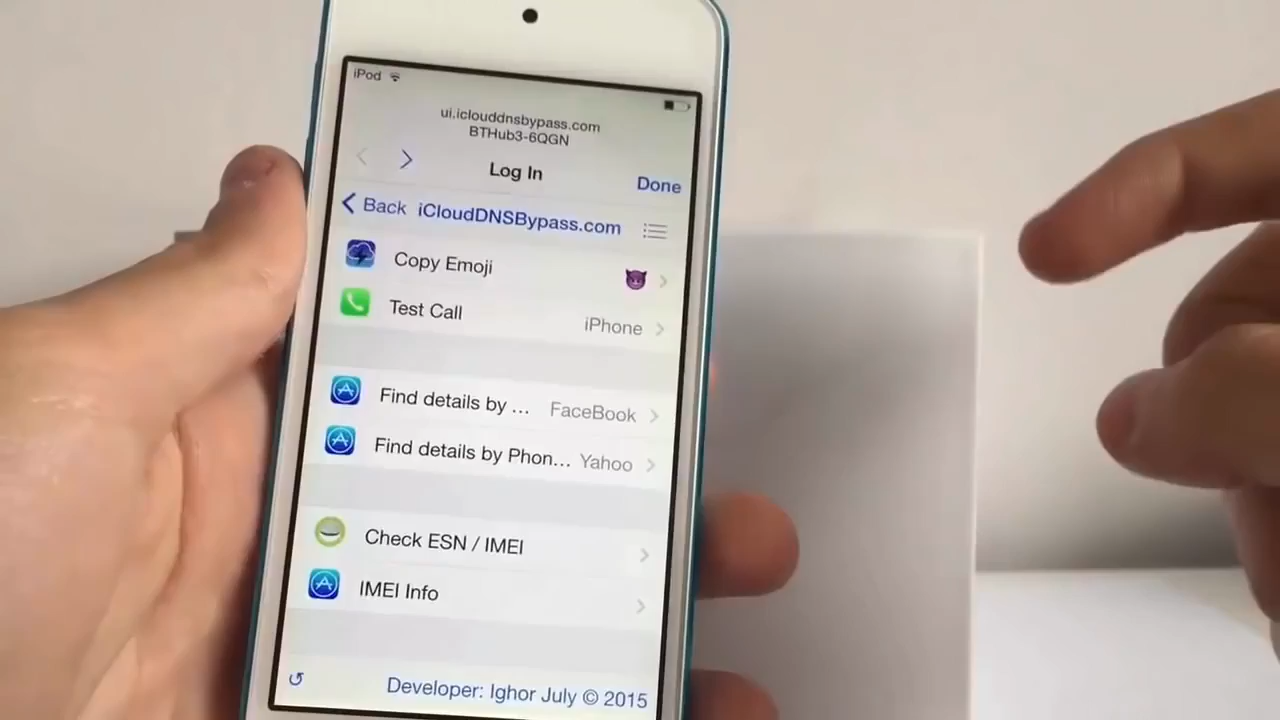 iPod
ui.iclouddnsbypass.com
BTHub3-6QGN
Log In
Done
Back iCloudDNSBypass.com
Copy Emoji
Test Call iPhone
Find details by ... FaceBook
Find details by Phon... Yahoo
Check ESN / IMEI
IMEI Info
Developer: Ighor July © 2015